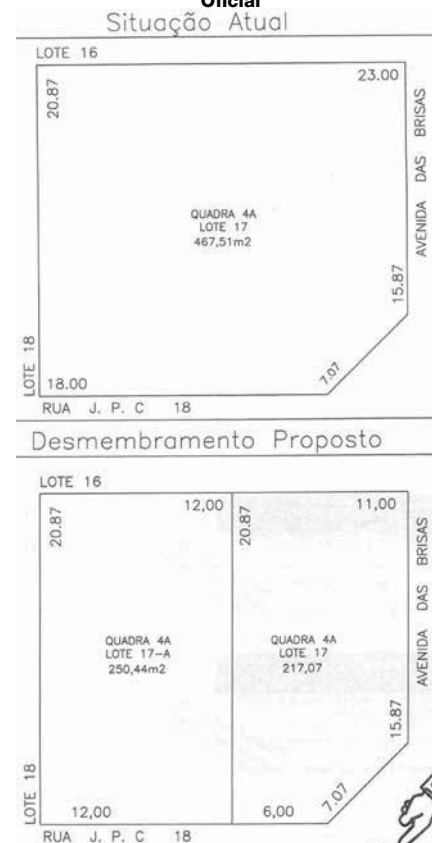 Oficial
Situação Atual
LOTE 16
23.00
20.87
AVENIDA DAS BRISAS
QUADRA 4A
LOTE 17
467,51m2
15.87
LOTE 18
7.07
18.00
RUA J. P. C 18
Desmembramento Proposto
LOTE 16
12,00
11,00
20.87
20.87
AVENIDA DAS BRISAS
QUADRA 4A
LOTE 17-A
250,44m2
QUADRA 4A
LOTE 17
217,07
15.87
LOTE 18
7.07
12,00
6,00
RUA J. P. C 18